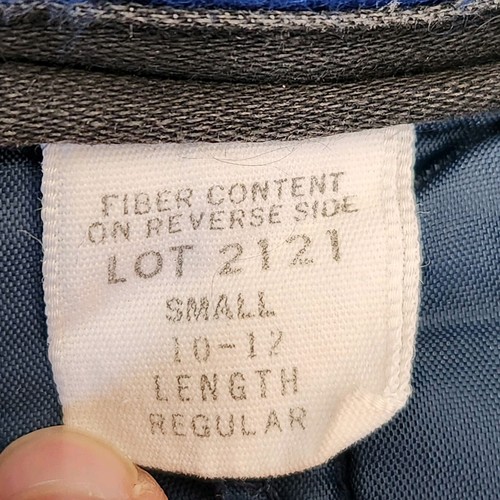 FIBER CONTENT
ON REVERSE SIDE
LOT 2121
SMALL
10-12
LENGTH
REGULAR